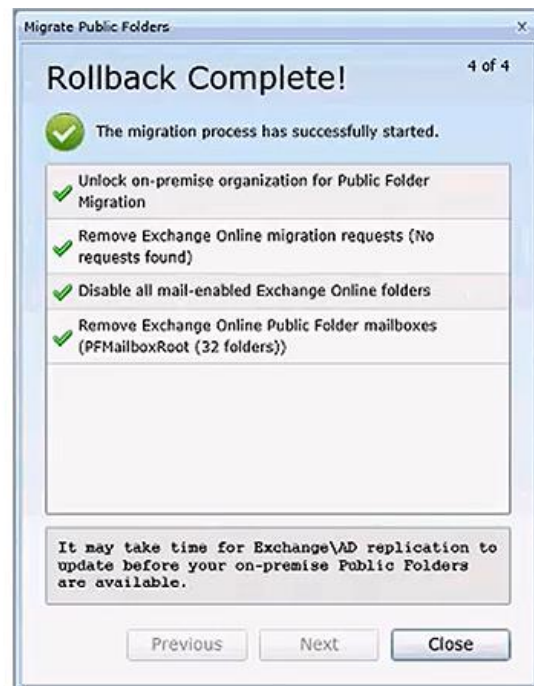 Migrate Public Folders
x
Rollback Complete!
4 of 4
The migration process has successfully started.
Unlock on-premise organization for Public Folder
Migration
Remove Exchange Online migration requests (No
requests found)
Disable all mail-enabled Exchange Online folders
Remove Exchange Online Public Folder mailboxes
(PFMailboxRoot (32 folders))
It may take time for Exchange\AD replication to
update before your on-premise Public Folders
are available.
Previous
Next
Close